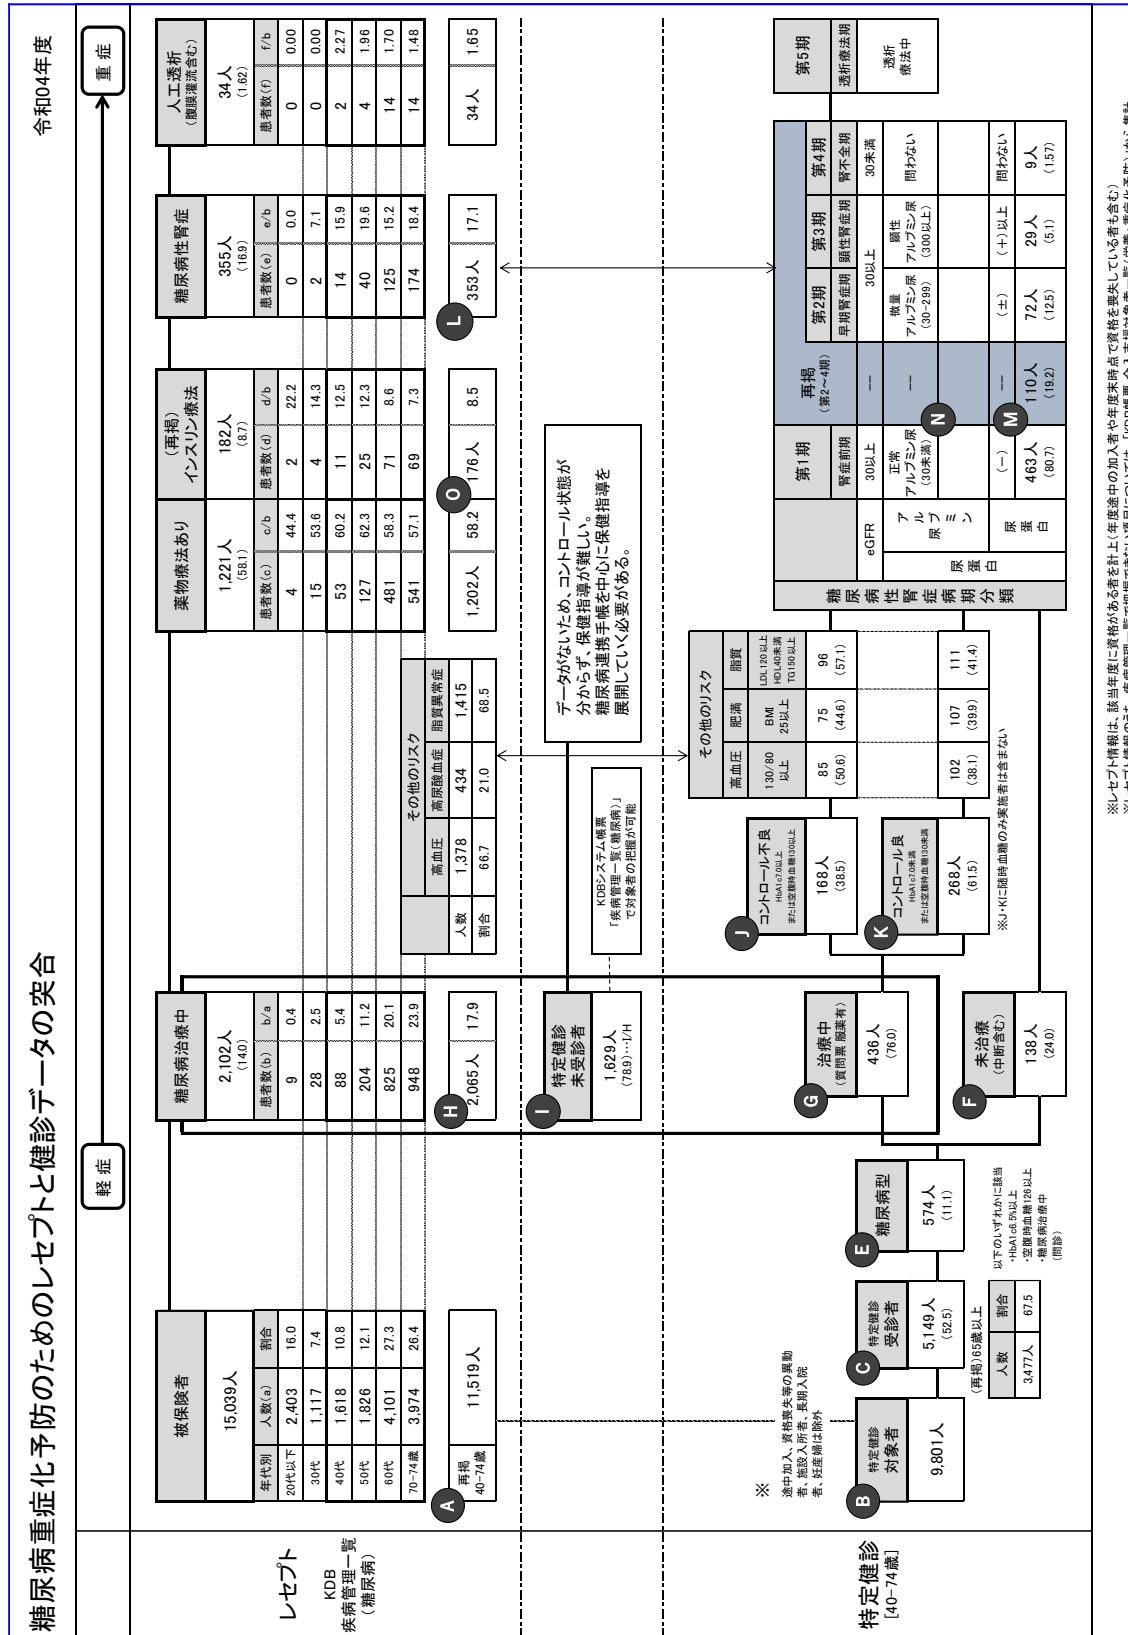 糖尿病重症化予防のためのレセプトと健診データの突合
令和04年度
軽症
重症
レセプト
KDB
疾病管理一覧
(糖尿病)
被保険者
15,039人
年代別 人数(a) 割合
20代以下 2,403 16.0
30代 1,117 7.4
40代 1,618 10.8
50代 1,826 12.1
60代 4,101 27.3
70-74歳 3,974 26.4
A
再掲
40-74歳
11,519人
糖尿病治療中
2,102人
(14.0)
患者数(b) b/a
9 0.4
28 2.5
88 5.4
204 11.2
825 20.1
948 23.9
H
2,065人 17.9
その他のリスク
高血圧 高尿酸血症 脂質異常症
人数 1,378 434 1,415
割合 66.7 21.0 68.5
薬物療法あり
1,221人
(58.1)
患者数(c) c/b
4 44.4
15 53.6
53 60.2
127 62.3
481 58.3
541 57.1
1,202人 58.2
(再掲)
インスリン療法
182人
(8.7)
患者数(d) d/b
2 22.2
4 14.3
11 12.5
25 12.3
71 8.6
69 7.3
O
176人 8.5
糖尿病性腎症
355人
(16.9)
患者数(e) e/b
0 0.0
2 7.1
14 15.9
40 19.6
125 15.2
174 18.4
L
353人 17.1
人工透析
(腹膜灌流含む)
34人
(1.62)
患者数(f) f/b
0 0.00
0 0.00
2 2.27
4 1.96
14 1.70
14 1.48
34人 1.65
I
特定健診
未受診者
1,629人
(78.9)…I/H
KDBシステム帳票
「疾病管理一覧(糖尿病)」
で対象者の把握が可能
データがないため、コントロール状態が
分からず、保健指導が難しい。
糖尿病連携手帳を中心に保健指導を
展開していく必要がある。
特定健診
[40-74歳]
※
途中加入、資格喪失等の異動
者、施設入所者、長期入院
者、妊産婦は除外
B
特定健診
対象者
9,801人
C
特定健診
受診者
5,149人
(52.5)
(再掲)65歳以上
人数 割合
3,477人 67.5
E
糖尿病型
574人
(11.1)
以下のいずれかに該当
・HbA1c6.5%以上
・空腹時血糖126以上
・糖尿病治療中
(問診)
G
治療中
(質問票 服薬有)
436人
(76.0)
F
未治療
(中断含む)
138人
(24.0)
J
コントロール不良
HbA1c7.0以上
または空腹時血糖130以上
168人
(38.5)
K
コントロール良
HbA1c7.0未満
または空腹時血糖130未満
268人
(61.5)
※J・Kに随時血糖のみ実施者は含まない
その他のリスク
高血圧 肥満 脂質
130/80
以上
BMI
25以上
LDL120以上
HDL40未満
TG150以上
85
(50.6)
75
(44.6)
96
(57.1)
102
(38.1)
107
(39.9)
111
(41.4)
糖尿病性腎症病期分類
eGFR
尿蛋白
尿アルブミン
尿蛋白
第1期
腎症前期
30以上
正常
アルブミン尿
(30未満)
(－)
463人
(80.7)
再掲
(第2～4期)
--
--
N
--
M
110人
(19.2)
第2期 第3期 第4期
早期腎症期 顕性腎症期 腎不全期
30以上 30未満
微量
アルブミン尿
(30-299)
顕性
アルブミン尿
(300以上)
問わない
(±) (＋)以上 問わない
72人
(12.5)
29人
(5.1)
9人
(1.57)
第5期
透析療法期
透析
療法中
※レセプト情報は、該当年度に資格がある者を計上(年度途中の加入者や年度末時点で資格を喪失している者も含む)